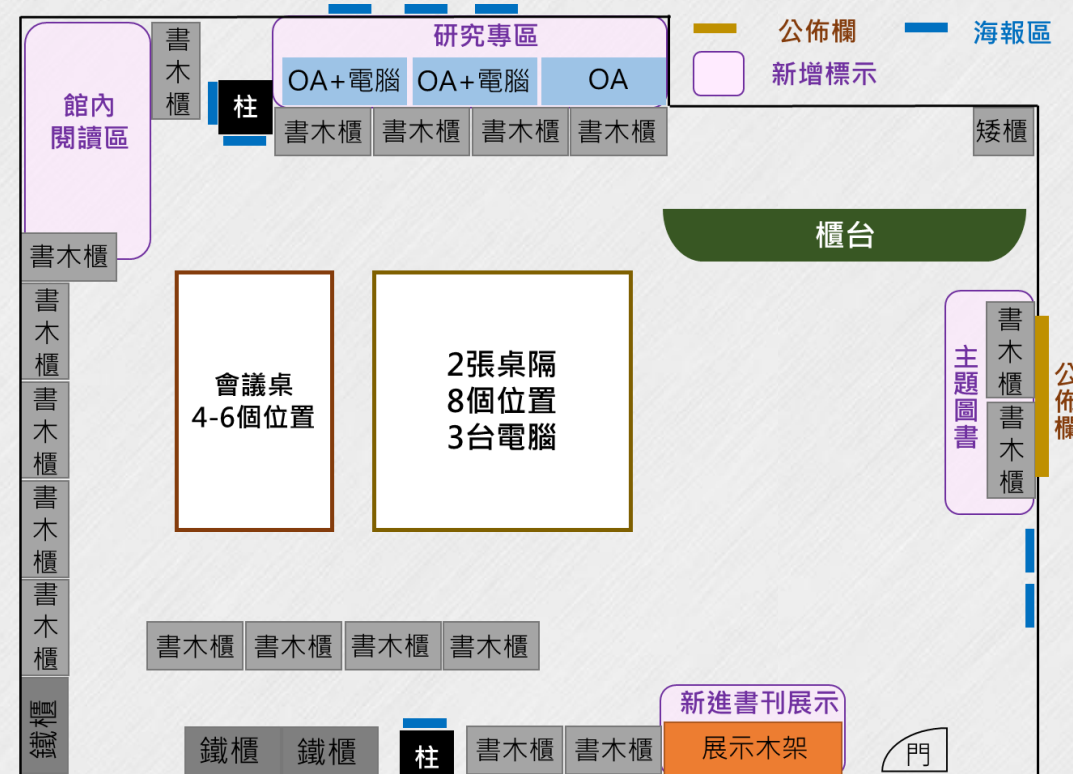 研究專區
公佈欄
海報區
新增標示
書木櫃
OA+電腦
OA+電腦
OA
館內
閱讀區
柱
書木櫃
書木櫃
書木櫃
書木櫃
矮櫃
櫃台
書木櫃
書木櫃
書木櫃
書木櫃
書木櫃
會議桌
4-6個位置
2張桌隔
8個位置
3台電腦
主題圖書
書木櫃
書木櫃
公佈欄
書木櫃
書木櫃
書木櫃
書木櫃
鐵櫃
鐵櫃
鐵櫃
柱
書木櫃
書木櫃
新進書刊展示
展示木架
門